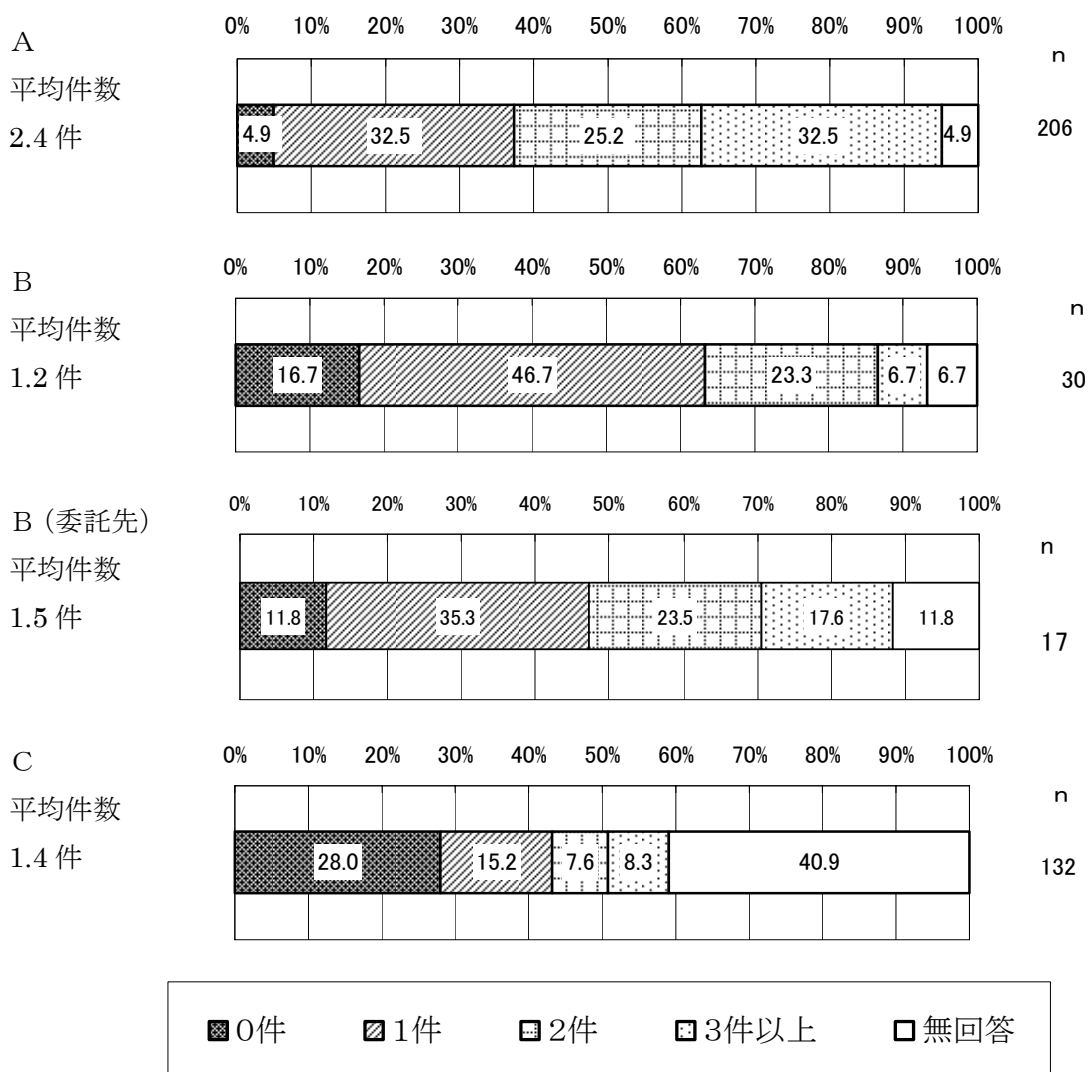 0% 10% 20% 30% 40% 50% 60% 70% 80% 90% 100%
A
n
平均件数
4.9 32.5 25.2 32.5 4.9
2.4 件
206
0% 10% 20% 30% 40% 50% 60% 70% 80% 90% 100%
B
n
平均件数
16.7 46.7 23.3 6.7 6.7
1.2 件
30
0% 10% 20% 30% 40% 50% 60% 70% 80% 90% 100%
B（委託先）
n
平均件数
11.8 35.3 23.5 17.6 11.8
1.5 件
17
0% 10% 20% 30% 40% 50% 60% 70% 80% 90% 100%
C
n
平均件数
28.0 15.2 7.6 8.3 40.9
1.4 件
132
0件 1件 2件 3件以上 無回答